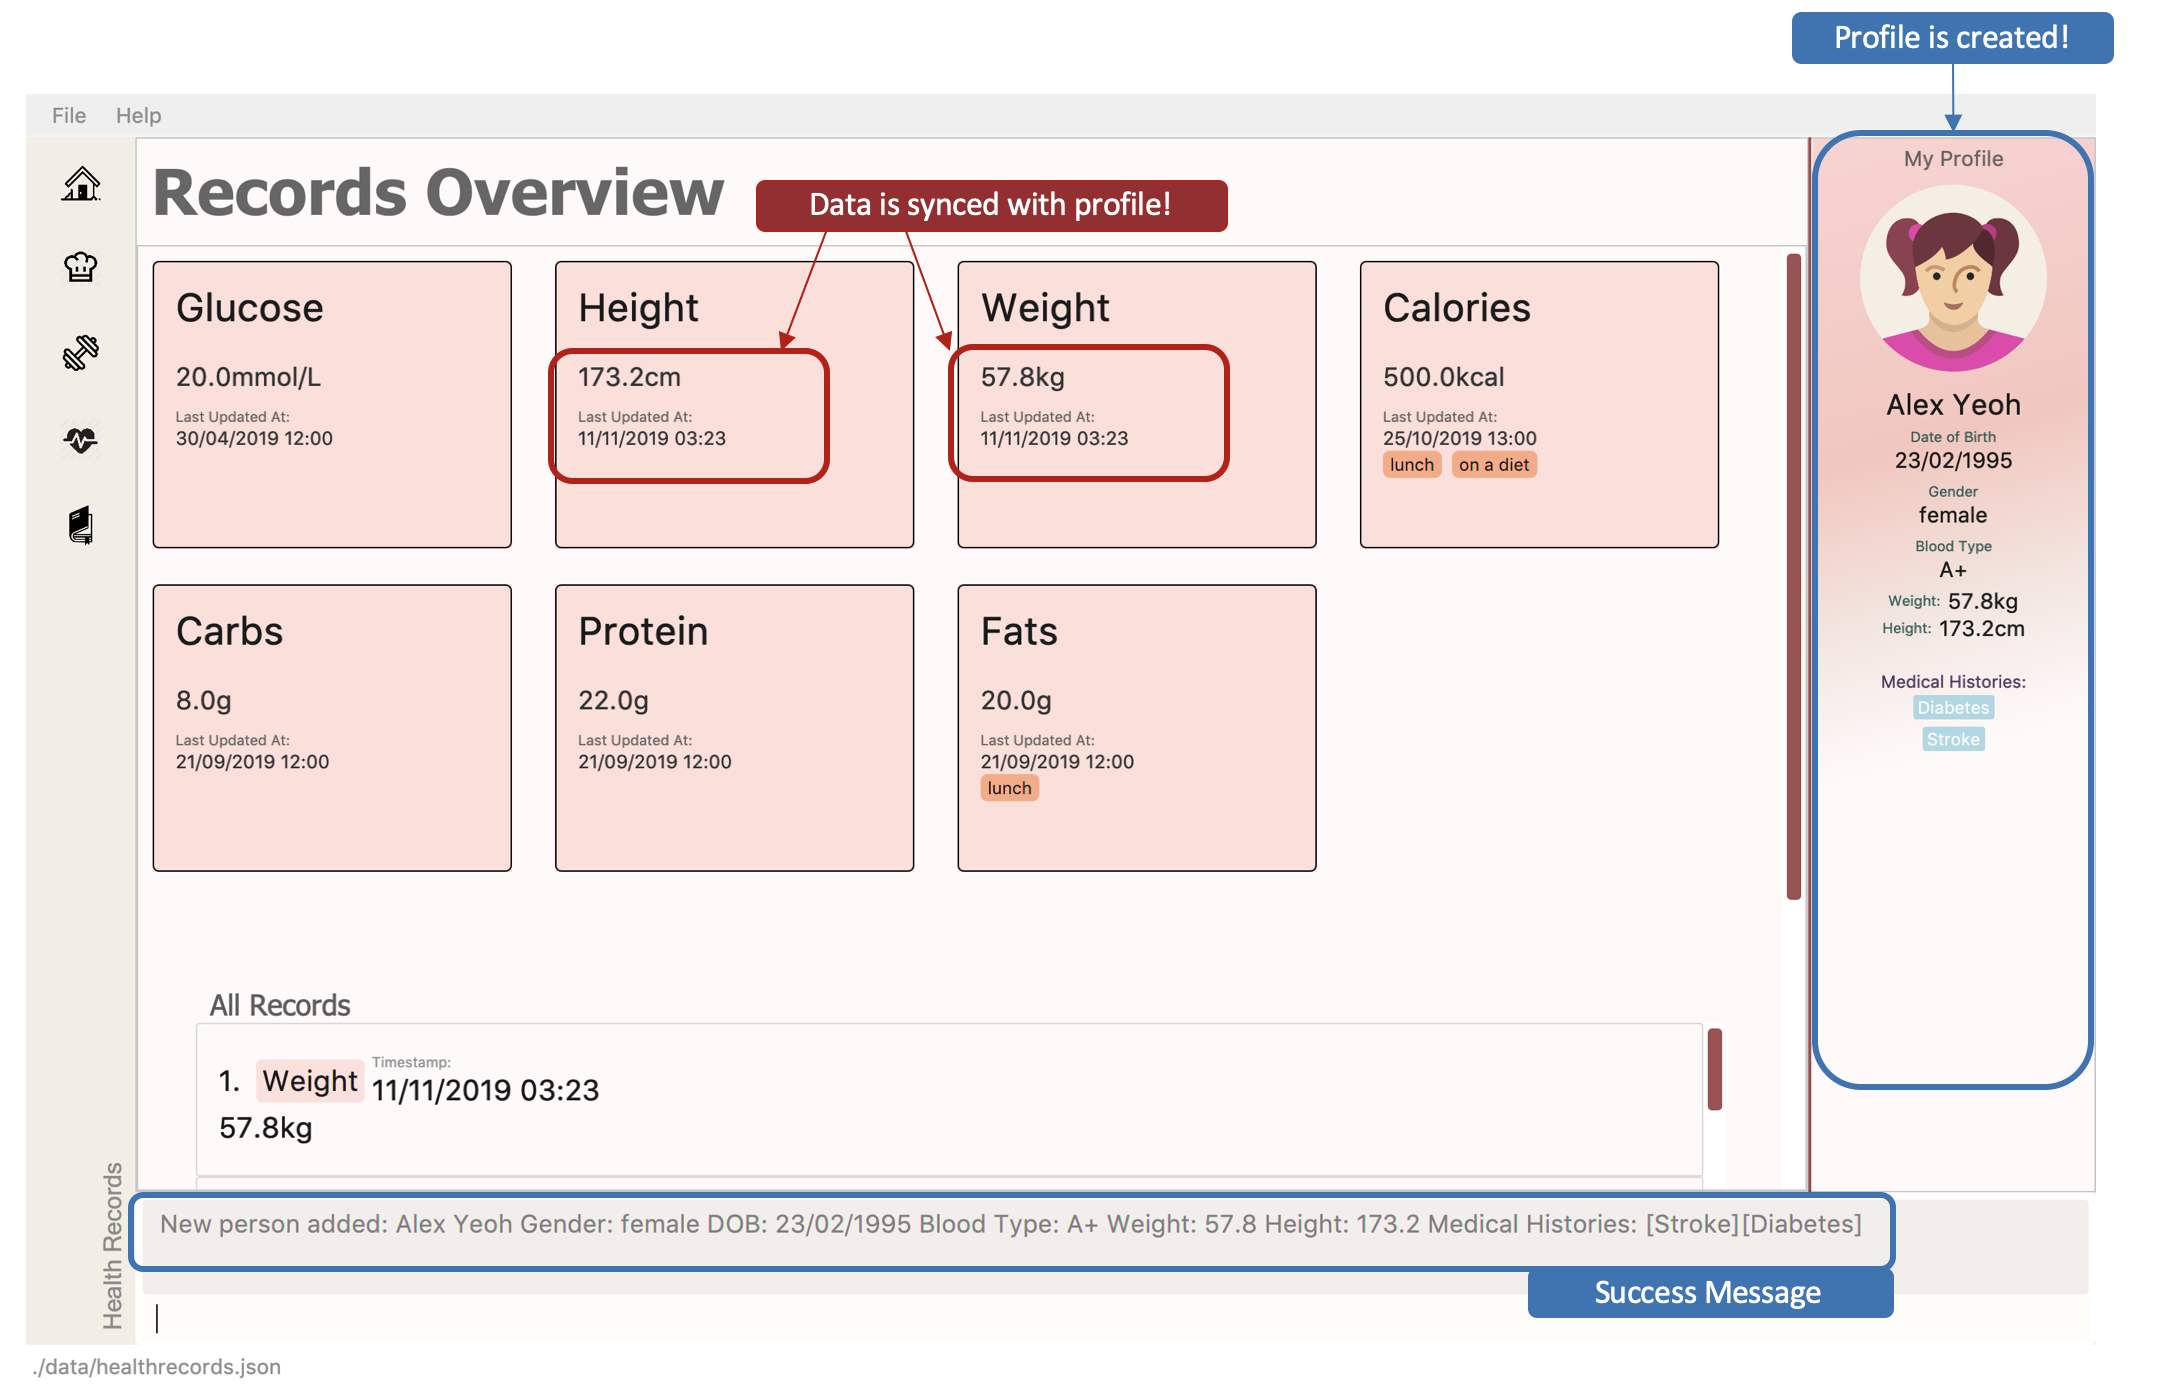 Profile is created!
File Help
Records Overview
Data is synced with profile!
Glucose
20.0mmol/L
Last Updated At:
30/04/2019 12:00
Height
173.2cm
Last Updated At:
11/11/2019 03:23
Weight
57.8kg
Last Updated At:
11/11/2019 03:23
Calories
500.0kcal
Last Updated At:
25/10/2019 13:00
lunch on a diet
Carbs
8.0g
Last Updated At:
21/09/2019 12:00
Protein
22.0g
Last Updated At:
21/09/2019 12:00
Fats
20.0g
Last Updated At:
21/09/2019 12:00
lunch
My Profile
Alex Yeoh
Date of Birth
23/02/1995
Gender
female
Blood Type
A+
Weight: 57.8kg
Height: 173.2cm
Medical Histories:
Diabetes
Stroke
All Records
Timestamp:
1. Weight 11/11/2019 03:23
57.8kg
Health Records
New person added: Alex Yeoh Gender: female DOB: 23/02/1995 Blood Type: A+ Weight: 57.8 Height: 173.2 Medical Histories: [Stroke][Diabetes]
Success Message
./data/healthrecords.json